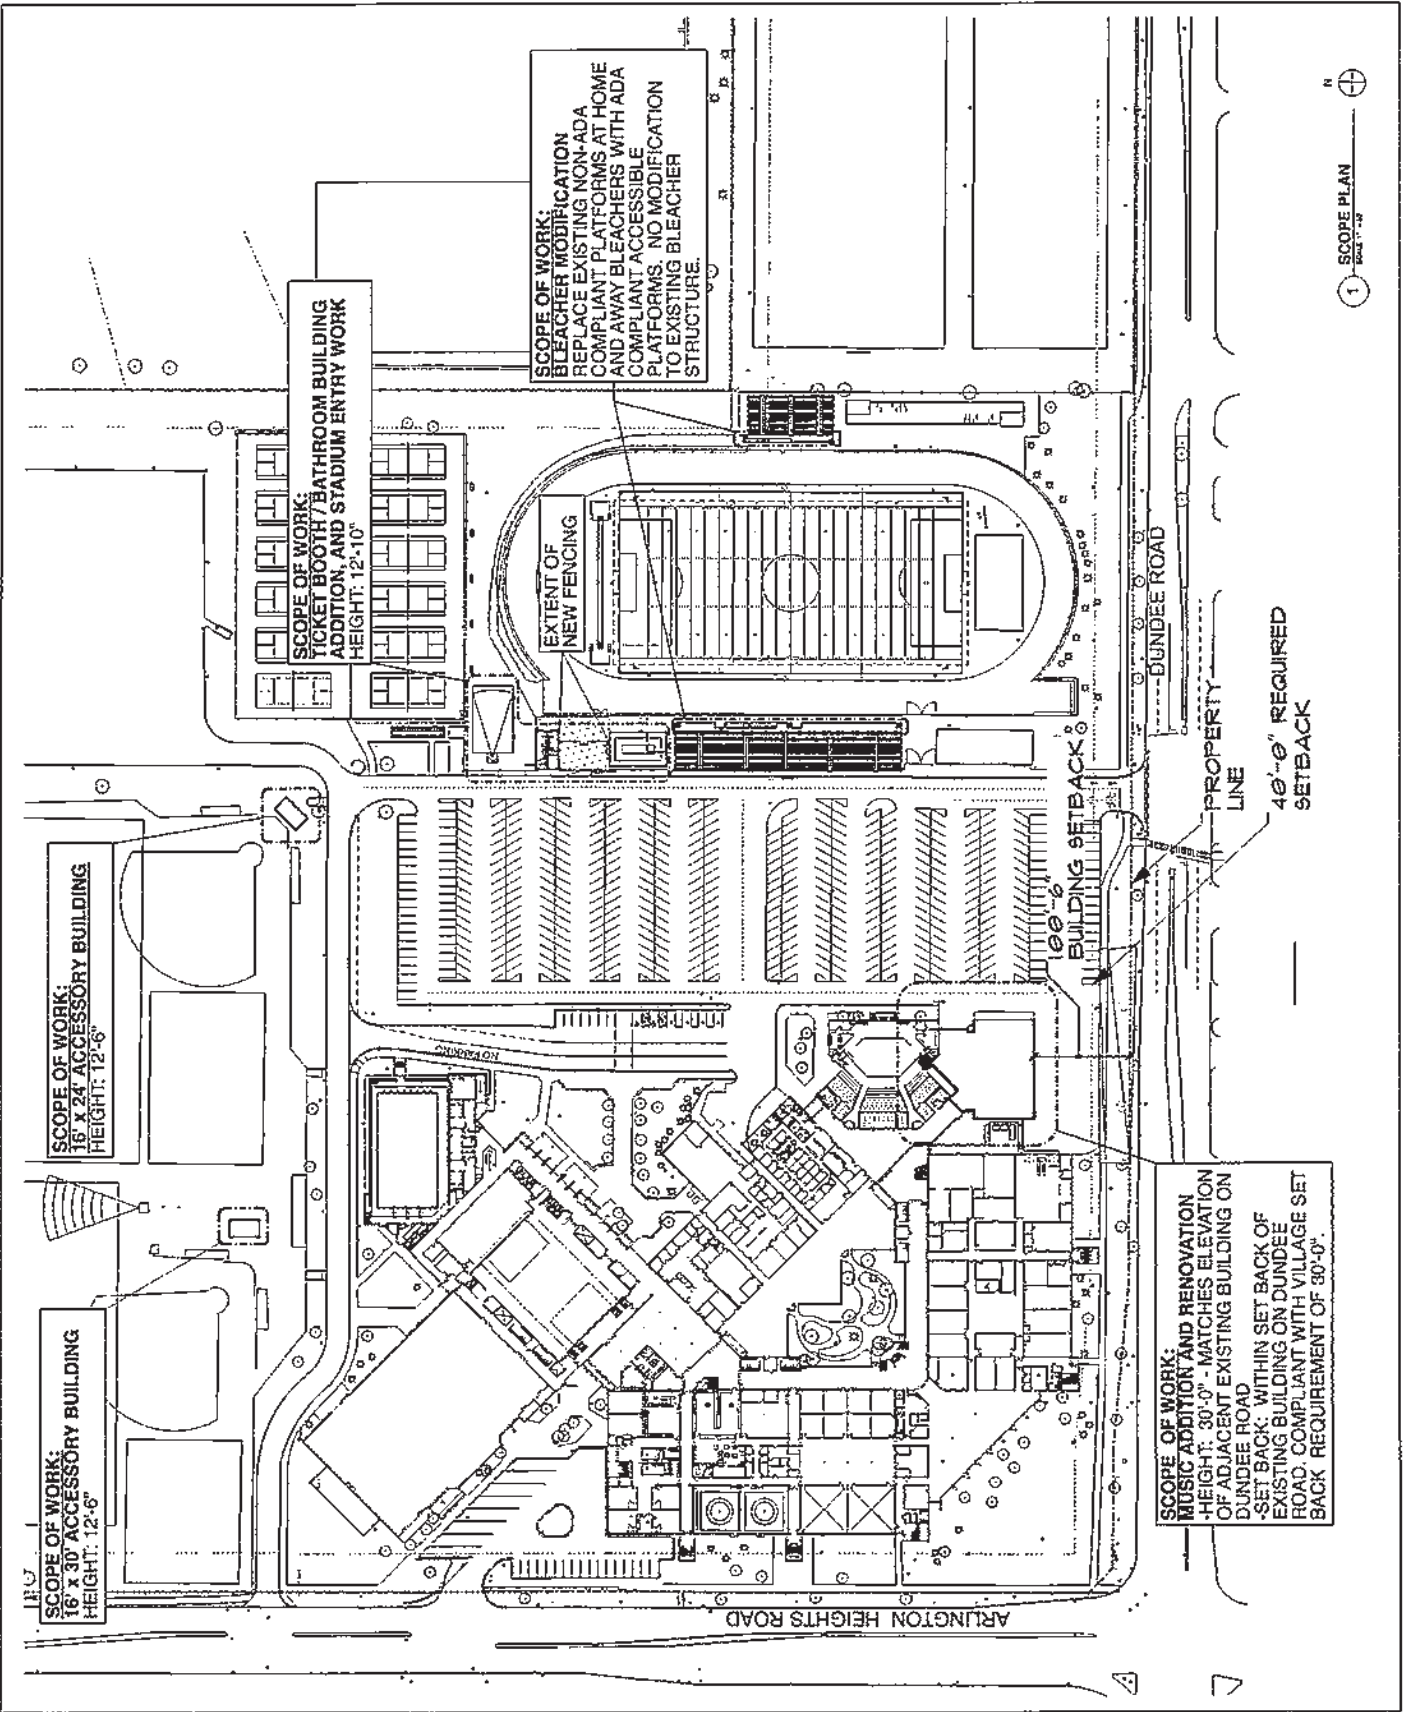 SCOPE OF WORK:
16' x 30' ACCESSORY BUILDING
HEIGHT: 12'-6"
SCOPE OF WORK:
16' x 24' ACCESSORY BUILDING
HEIGHT: 12'-6"
SCOPE OF WORK:
TICKET BOOTH / BATHROOM BUILDING
ADDITION, AND STADIUM ENTRY WORK
HEIGHT: 12'-10"
SCOPE OF WORK:
BLEACHER MODIFICATION
REPLACE EXISTING NON-ADA
COMPLIANT PLATFORMS AT HOME
AND AWAY BLEACHERS WITH ADA
COMPLIANT ACCESSIBLE
PLATFORMS. NO MODIFICATION
TO EXISTING BLEACHER
STRUCTURE.
EXTENT OF
NEW FENCING
NO PARKING
ARLINGTON HEIGHTS ROAD
100'-6
BUILDING SETBACK
DUNDEE ROAD
PROPERTY
LINE
40'-0" REQUIRED
SETBACK
SCOPE OF WORK:
MUSIC ADDITION AND RENOVATION
-HEIGHT: 30'-0" - MATCHES ELEVATION
OF ADJACENT EXISTING BUILDING ON
DUNDEE ROAD
-SET BACK: WITHIN SET BACK OF
EXISTING BUILDING ON DUNDEE
ROAD. COMPLIANT WITH VILLAGE SET
BACK REQUIREMENT OF 30'-0".
1
SCOPE PLAN
N